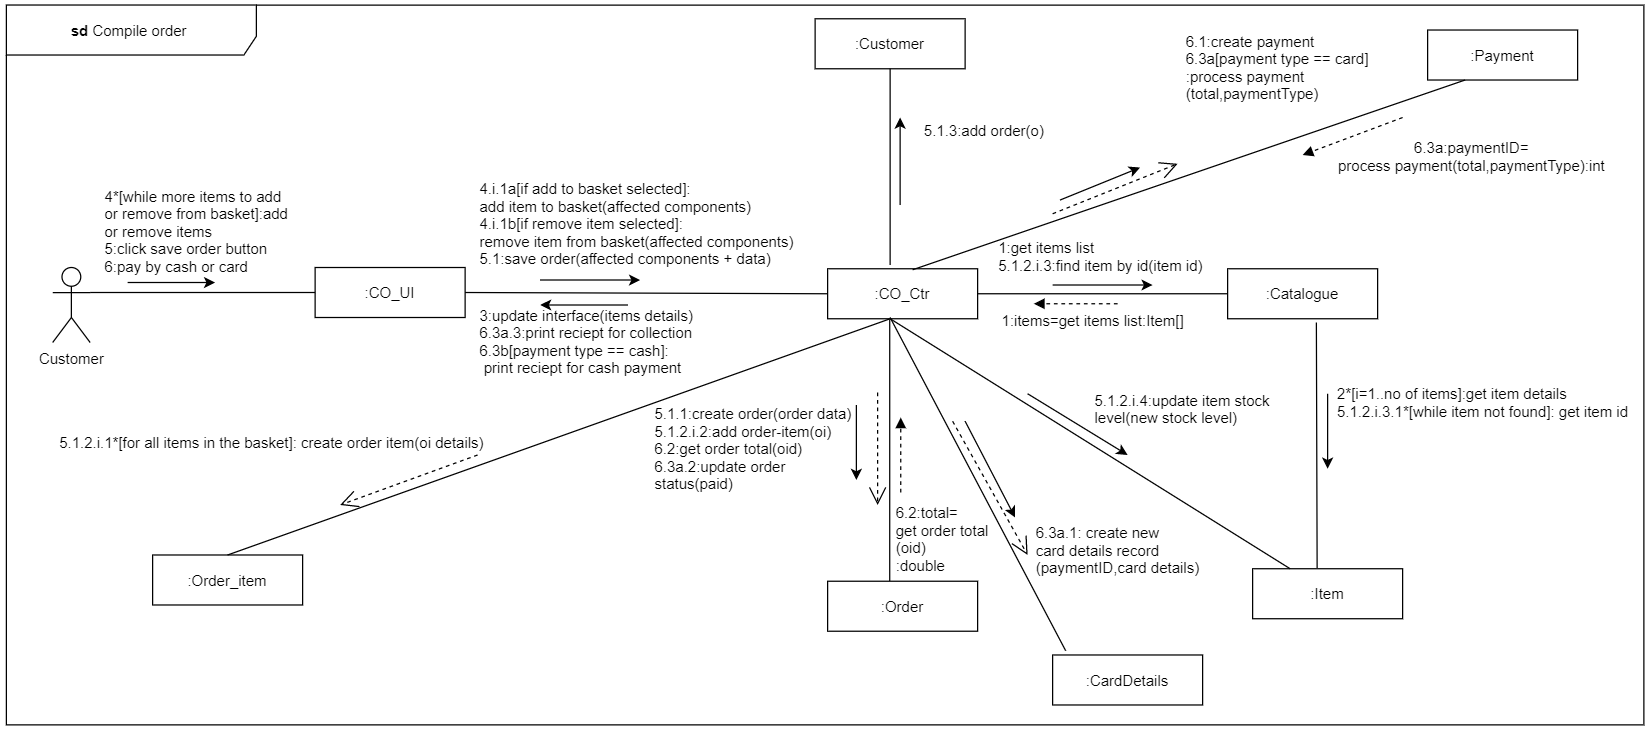 sd Compile order
:Customer
6.1:create payment
6.3a[payment type == card]
:process payment
(total,paymentType)
:Payment
5.1.3:add order(o)
6.3a:paymentID=
process payment(total,paymentType):int
4*[while more items to add
or remove from basket]:add
or remove items
5:click save order button
6:pay by cash or card
4.i.1a[if add to basket selected]:
add item to basket(affected components)
4.i.1b[if remove item selected]:
remove item from basket(affected components)
5.1:save order(affected components + data)
1:get items list
5.1.2.i.3:find item by id(item id)
:CO_UI
:CO_Ctr
:Catalogue
Customer
3:update interface(items details)
6.3a.3:print reciept for collection
6.3b[payment type == cash]:
print reciept for cash payment
1:items=get items list:Item[]
5.1.2.i.1*[for all items in the basket]: create order item(oi details)
5.1.1:create order(order data)
5.1.2.i.2:add order-item(oi)
6.2:get order total(oid)
6.3a.2:update order
status(paid)
5.1.2.i.4:update item stock
level(new stock level)
2*[i=1..no of items]:get item details
5.1.2.i.3.1*[while item not found]: get item id
6.2:total=
get order total
(oid)
:double
6.3a.1: create new
card details record
(paymentID,card details)
:Order_item
:Order
:Item
:CardDetails